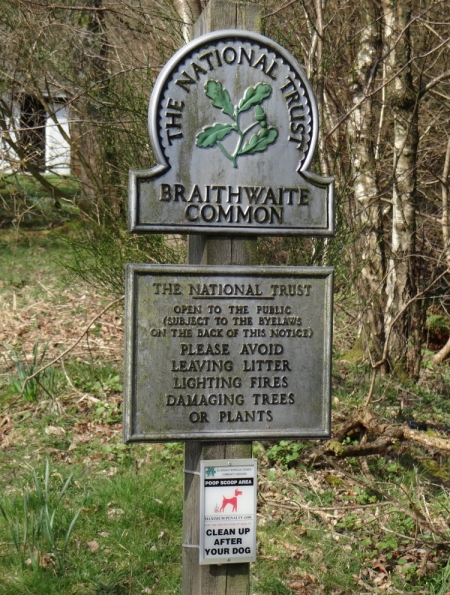 THE NATIONAL TRUST
BRAITHWAITE
COMMON
THE NATIONAL TRUST
OPEN TO THE PUBLIC
(SUBJECT TO THE BYELAWS
ON THE BACK OF THIS NOTICE)
PLEASE AVOID
LEAVING LITTER
LIGHTING FIRES
DAMAGING TREES
OR PLANTS
POOP SCOOP AREA
CLEAN UP
AFTER
YOUR DOG